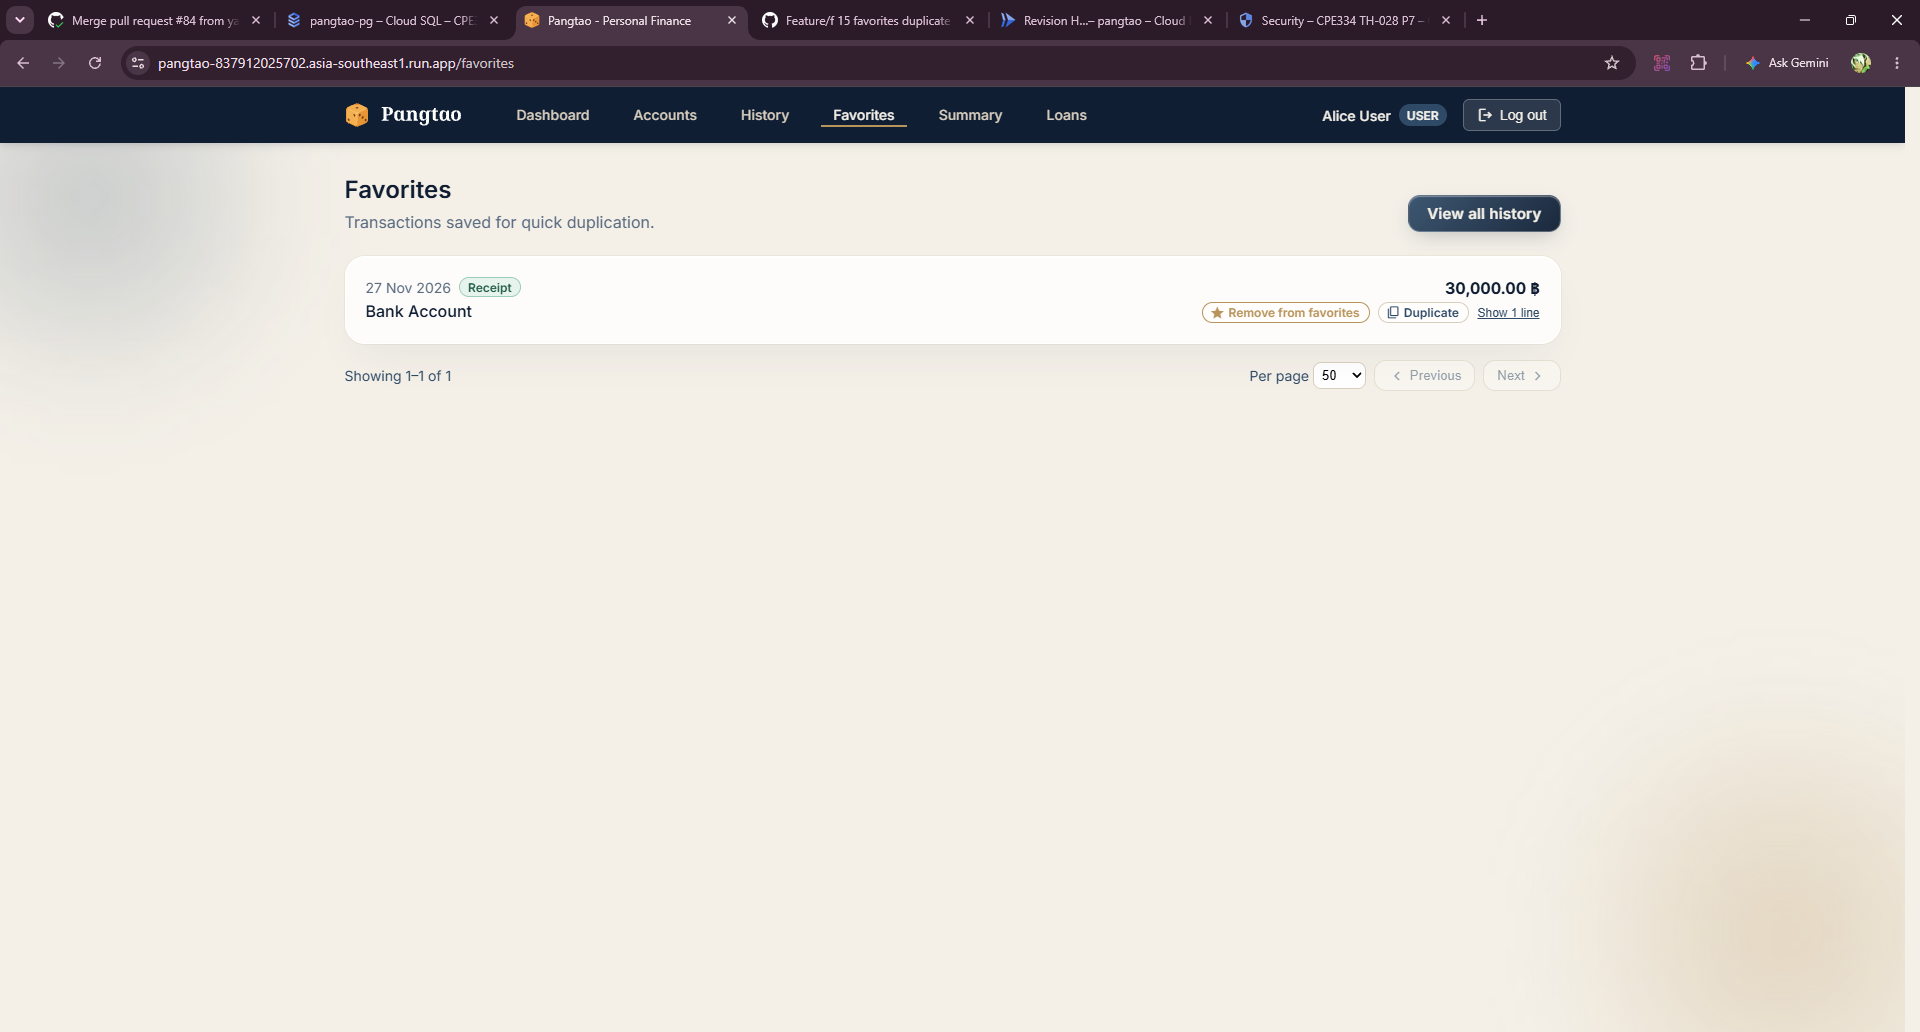 Merge pull request #84 from ya
pangtao-pg – Cloud SQL – CPE
Pangtao - Personal Finance
Feature/f 15 favorites duplicate
Revision H...– pangtao – Cloud
Security – CPE334 TH-028 P7 –
pangtao-837912025702.asia-southeast1.run.app/favorites
Ask Gemini
Pangtao
Dashboard
Accounts
History
Favorites
Summary
Loans
Alice User
USER
Log out
Favorites
Transactions saved for quick duplication.
View all history
27 Nov 2026
Receipt
30,000.00 ฿
Bank Account
Remove from favorites
Duplicate
Show 1 line
Showing 1–1 of 1
Per page
50
Previous
Next